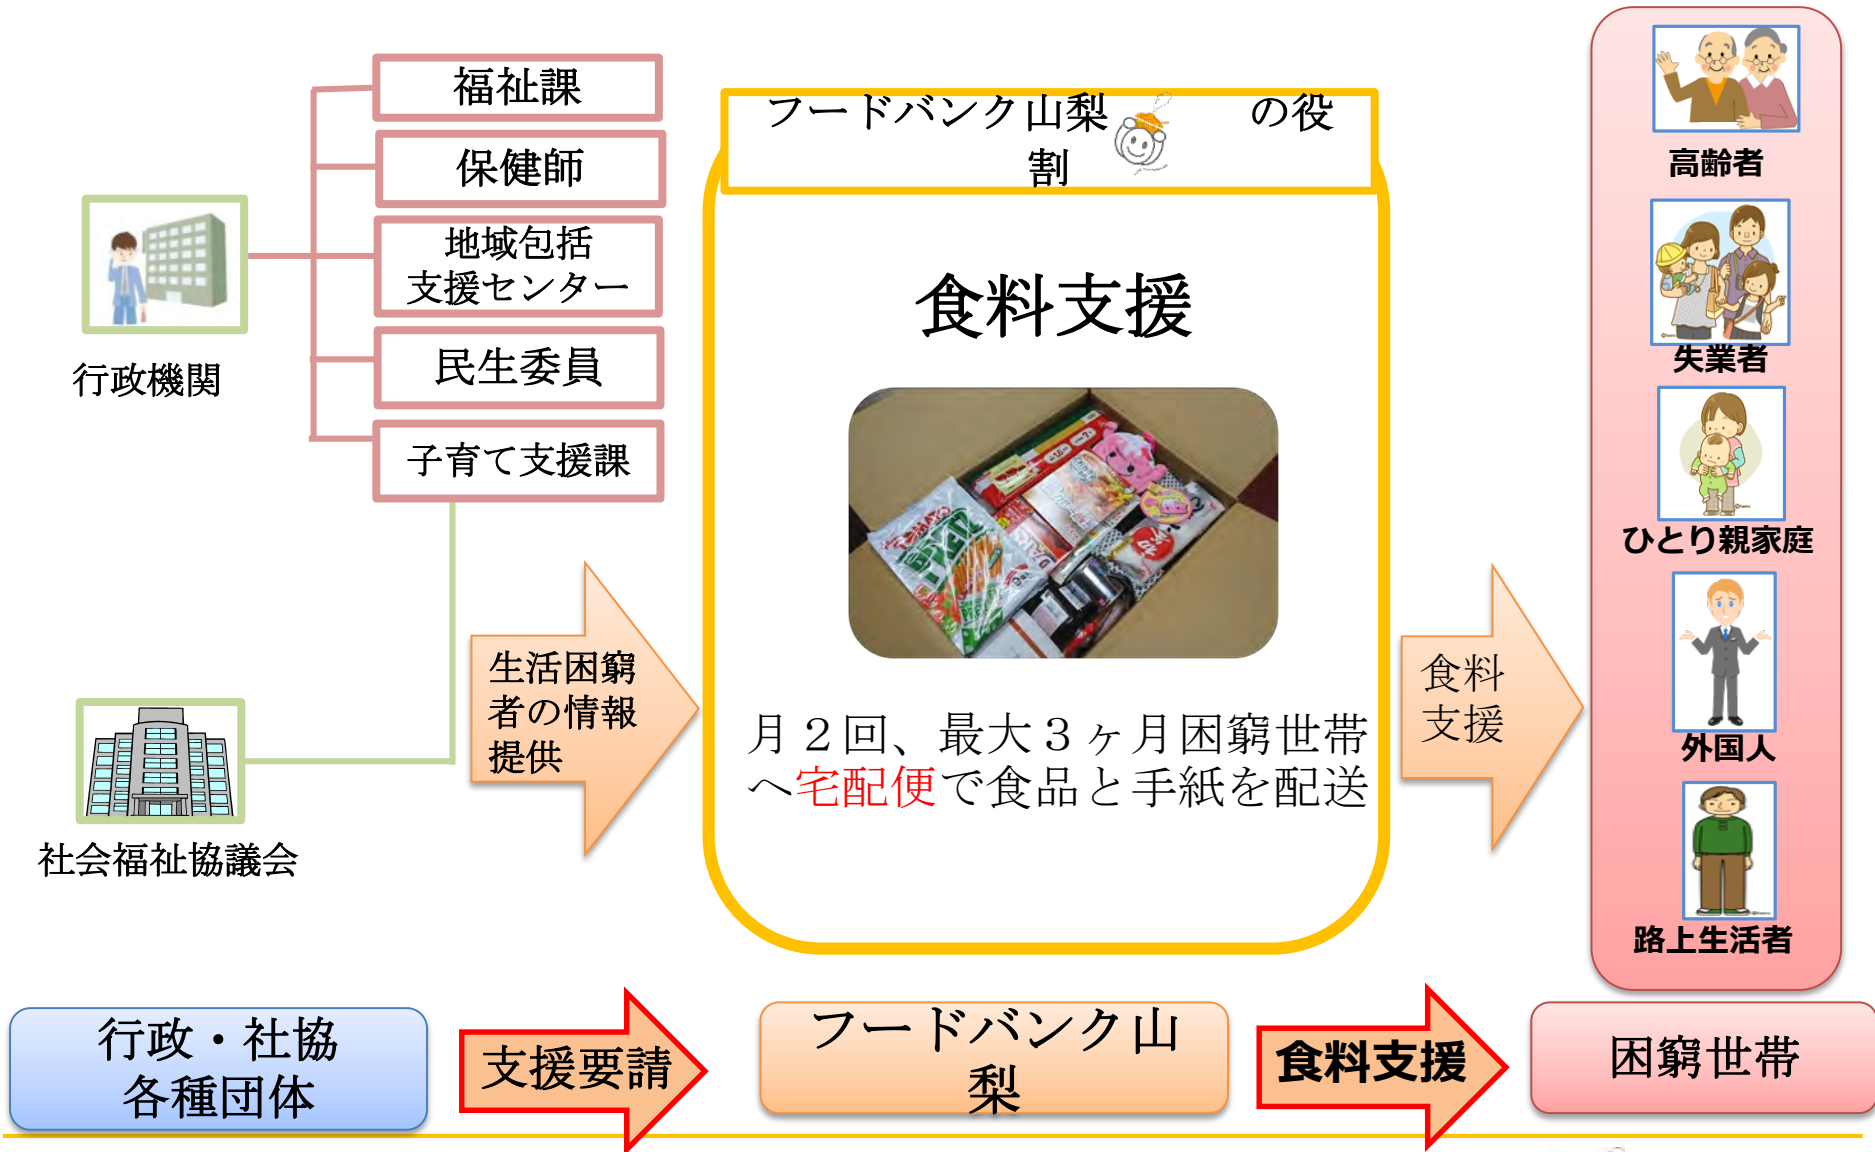 福祉課
保健師
地域包括
支援センター
民生委員
子育て支援課
行政機関
社会福祉協議会
生活困窮
者の情報
提供
フードバンク山梨 の役
割
食料支援
月２回、最大３ヶ月困窮世帯
へ宅配便で食品と手紙を配送
食料
支援
高齢者
失業者
ひとり親家庭
外国人
路上生活者
行政・社協
各種団体
支援要請
フードバンク山
梨
食料支援
困窮世帯